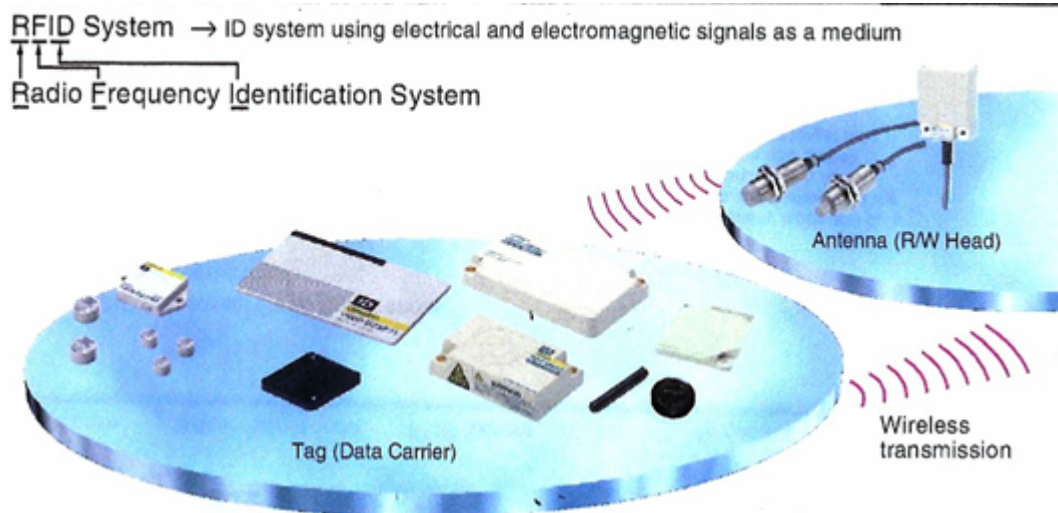 RFID System → ID system using electrical and electromagnetic signals as a medium
Radio Frequency Identification System
Antenna (R/W Head)
ID
Tag (Data Carrier)
Wireless
transmission